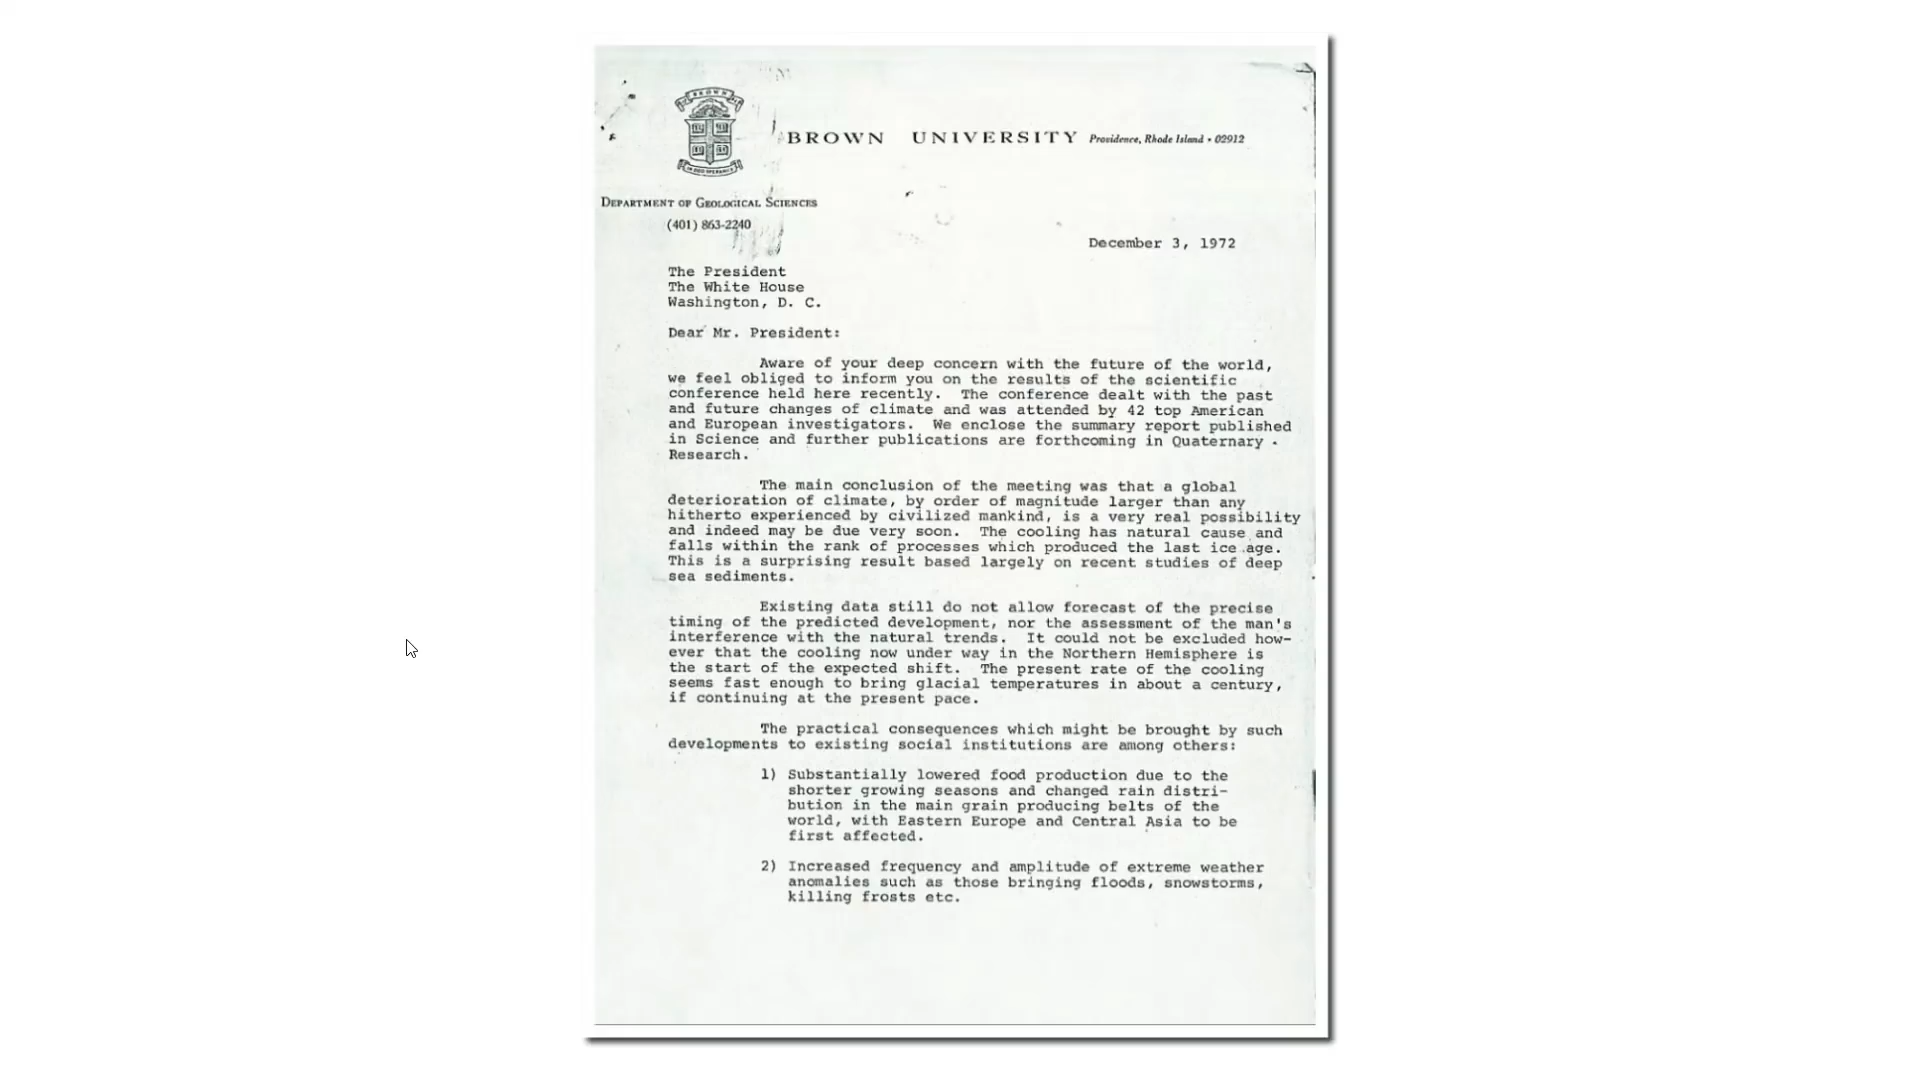 BROWN
BROWN UNIVERSITY Providence, Rhode Island • 02912
IN DEO SPERAMUS
DEPARTMENT OF GEOLOGICAL SCIENCES
(401) 863-2240
December 3, 1972
The President
The White House
Washington, D. C.
Dear Mr. President:
Aware of your deep concern with the future of the world,
we feel obliged to inform you on the results of the scientific
conference held here recently. The conference dealt with the past
and future changes of climate and was attended by 42 top American
and European investigators. We enclose the summary report published
in Science and further publications are forthcoming in Quaternary
Research.
The main conclusion of the meeting was that a global
deterioration of climate, by order of magnitude larger than any
hitherto experienced by civilized mankind, is a very real possibility
and indeed may be due very soon. The cooling has natural cause and
falls within the rank of processes which produced the last ice age.
This is a surprising result based largely on recent studies of deep
sea sediments.
Existing data still do not allow forecast of the precise
timing of the predicted development, nor the assessment of the man's
interference with the natural trends. It could not be excluded how-
ever that the cooling now under way in the Northern Hemisphere is
the start of the expected shift. The present rate of the cooling
seems fast enough to bring glacial temperatures in about a century,
if continuing at the present pace.
The practical consequences which might be brought by such
developments to existing social institutions are among others:
1) Substantially lowered food production due to the
shorter growing seasons and changed rain distri-
bution in the main grain producing belts of the
world, with Eastern Europe and Central Asia to be
first affected.
2) Increased frequency and amplitude of extreme weather
anomalies such as those bringing floods, snowstorms,
killing frosts etc.